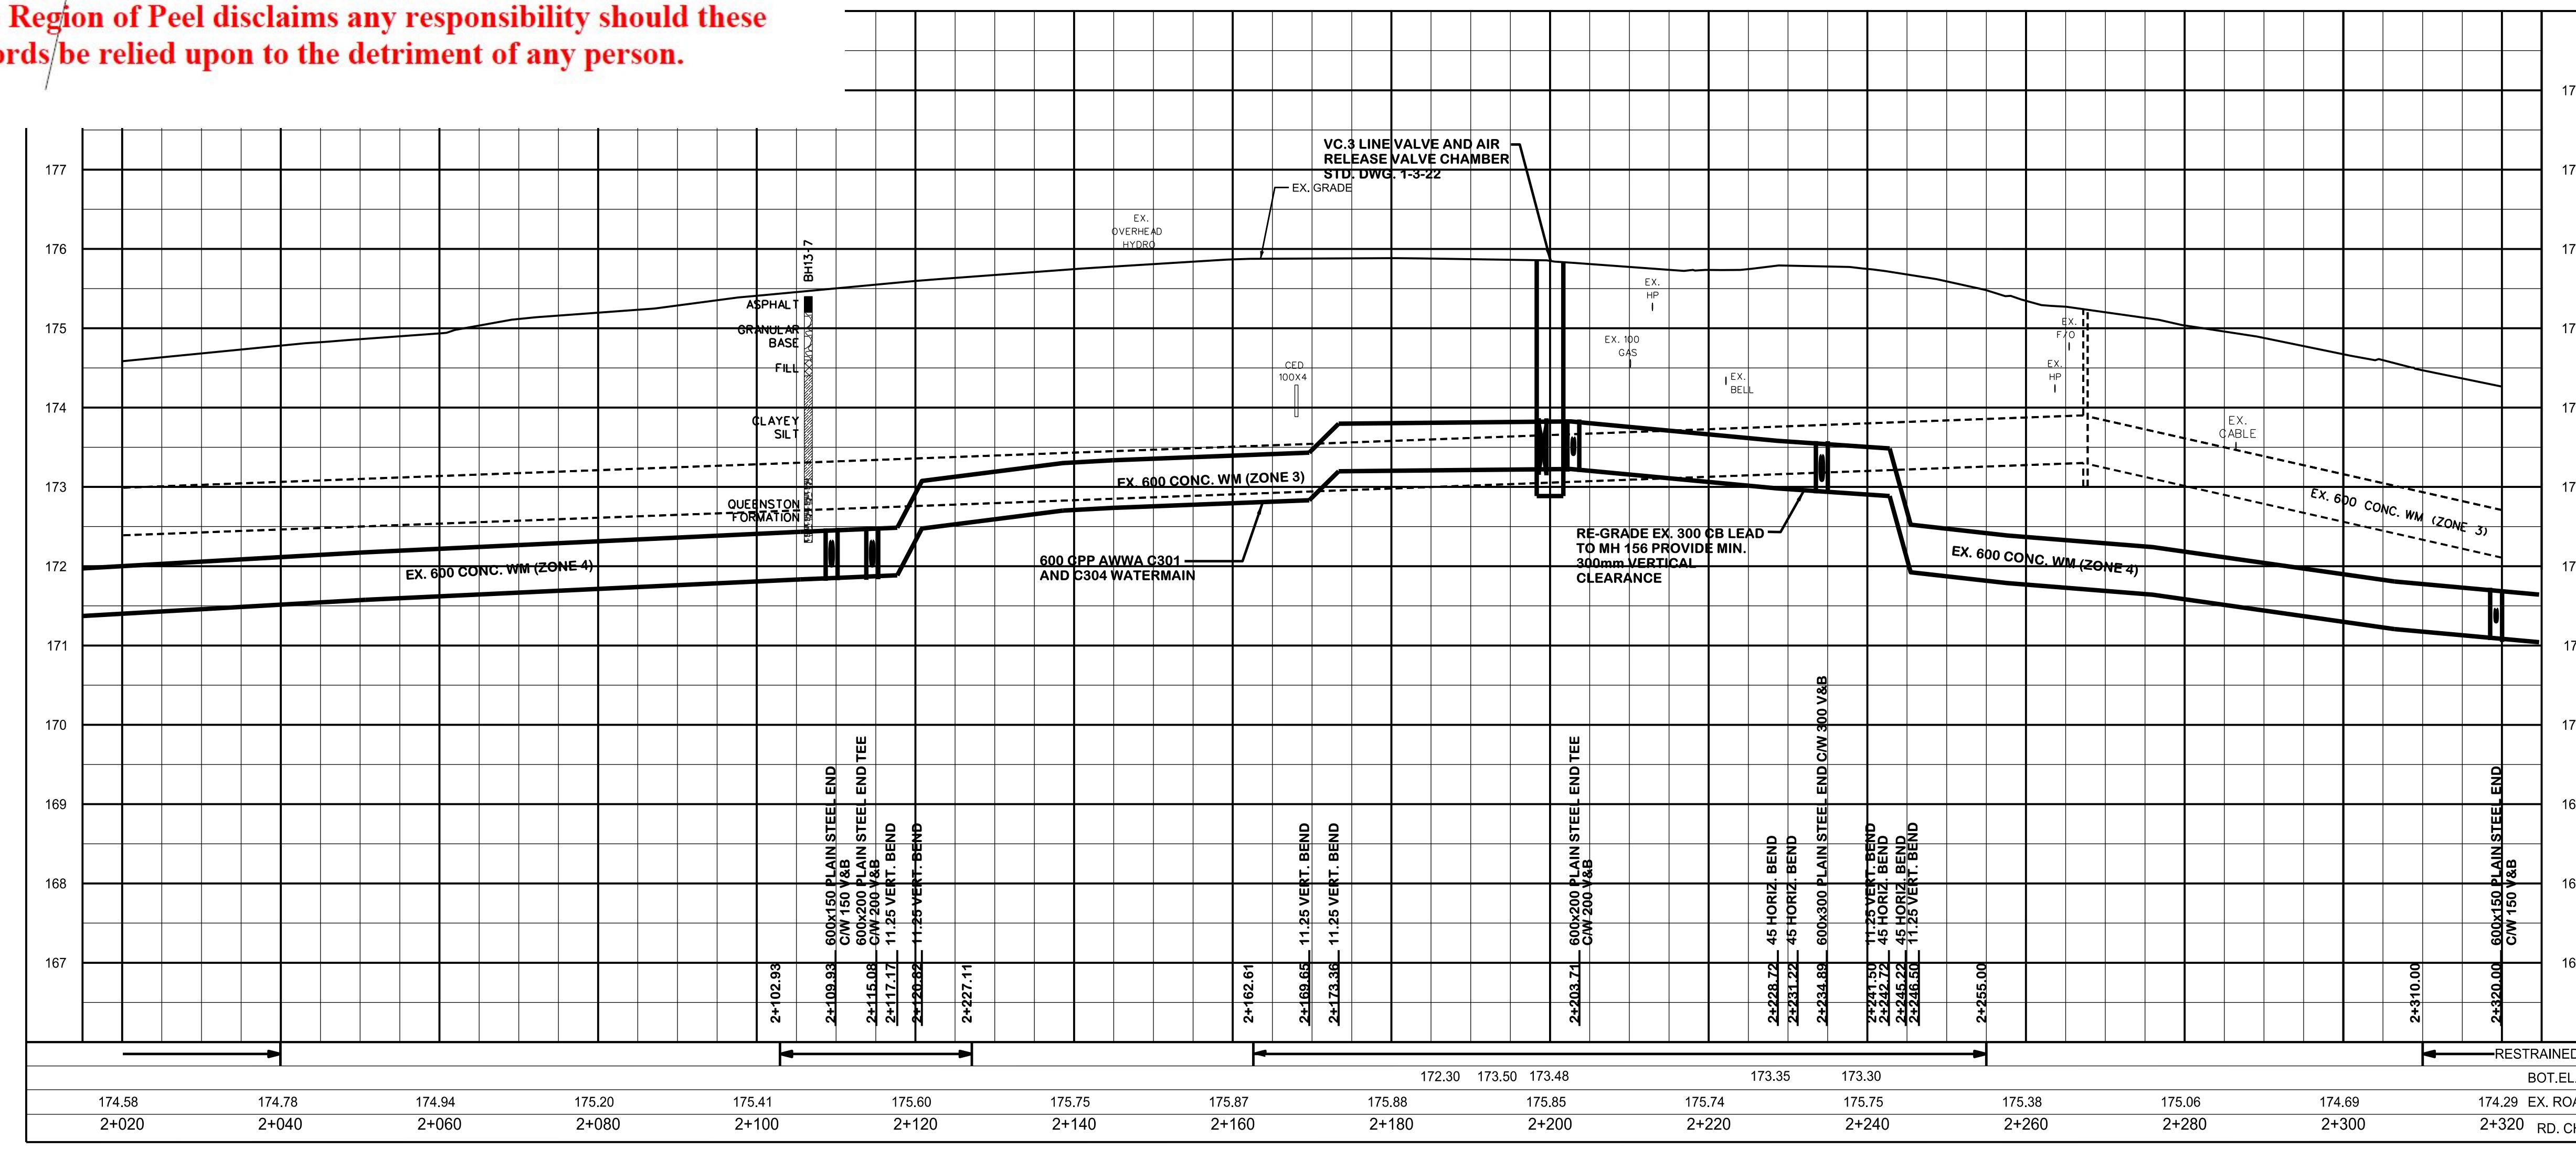 Region of Peel disclaims any responsibility should these
ords be relied upon to the detriment of any person.
VC.3 LINE VALVE AND AIR
RELEASE VALVE CHAMBER
STD. DWG. 1-3-22
EX. GRADE
EX.
OVERHEAD
HYDRO
BH13-7
ASPHALT
GRANULAR
BASE
FILL
CLAYEY
SILT
QUEENSTON
FORMATION
CED
100X4
EX.
HP
EX. 100
GAS
EX.
BELL
EX.
F/O
EX.
HP
EX.
CABLE
EX. 600 CONC. WM (ZONE 3)
EX. 600 CONC. WM (ZONE 3)
EX. 600 CONC. WM (ZONE 4)
EX. 600 CONC. WM (ZONE 4)
600 CPP AWWA C301
AND C304 WATERMAIN
RE-GRADE EX. 300 CB LEAD
TO MH 156 PROVIDE MIN.
300mm VERTICAL
CLEARANCE
177
176
175
174
173
172
171
170
169
168
167
17
17
17
17
17
17
17
17
17
16
16
16
2+102.93
2+109.93 600x150 PLAIN STEEL END
C/W 150 V&B
2+115.08 600x200 PLAIN STEEL END TEE
C/W 200 V&B
2+117.17 11.25 VERT. BEND
2+120.82 11.25 VERT. BEND
2+227.11
2+162.61
2+169.65 11.25 VERT. BEND
2+173.36 11.25 VERT. BEND
2+203.71 600x200 PLAIN STEEL END TEE
C/W 200 V&B
2+228.72 45 HORIZ. BEND
2+231.22 45 HORIZ. BEND
2+234.89 600x300 PLAIN STEEL END C/W 300 V&B
2+241.50 11.25 VERT. BEND
2+242.72 45 HORIZ. BEND
2+245.22 45 HORIZ. BEND
2+246.50 11.25 VERT. BEND
2+255.00
2+310.00
2+320.00 600x150 PLAIN STEEL END
C/W 150 V&B
RESTRAINED
172.30 173.50 173.48 173.35 173.30 BOT.EL.
174.58 174.78 174.94 175.20 175.41 175.60 175.75 175.87 175.88 175.85 175.74 175.75 175.38 175.06 174.69 174.29 EX. ROA
2+020 2+040 2+060 2+080 2+100 2+120 2+140 2+160 2+180 2+200 2+220 2+240 2+260 2+280 2+300 2+320 RD. CH